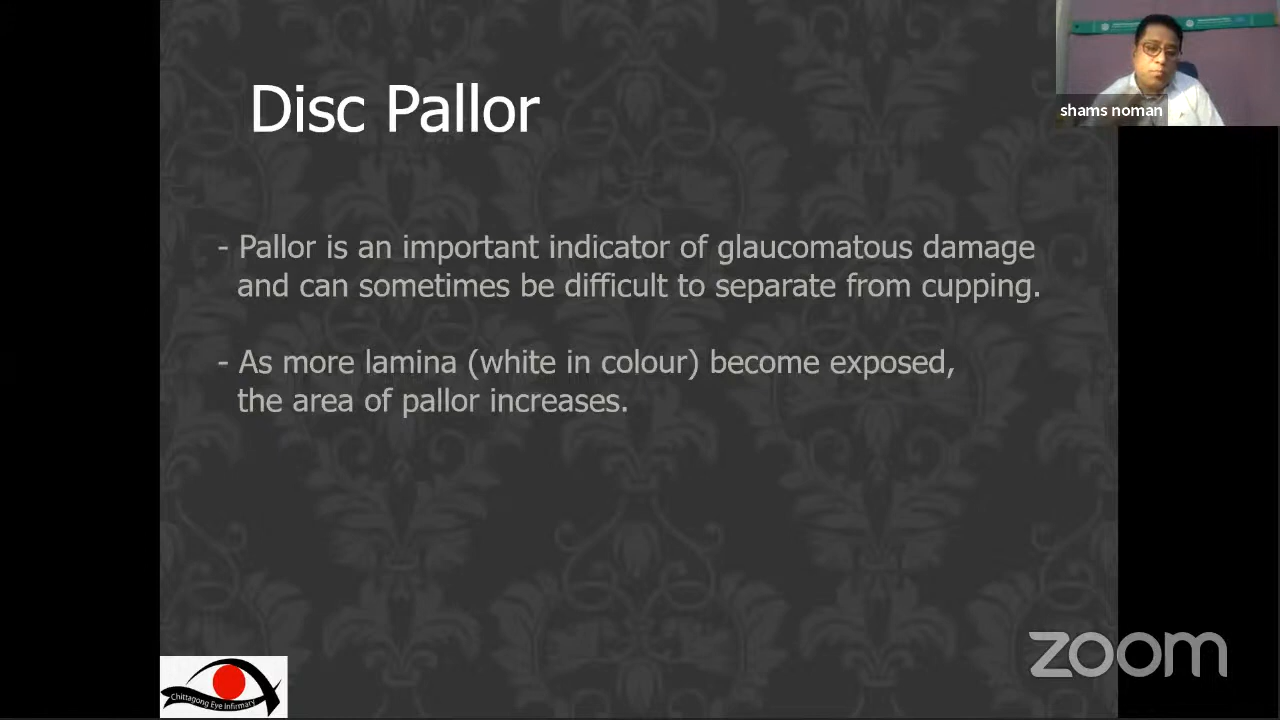 Disc Pallor
shams noman
- Pallor is an important indicator of glaucomatous damage
and can sometimes be difficult to separate from cupping.
- As more lamina (white in colour) become exposed,
the area of pallor increases.
zoom
Chittagong Eye Infirmary